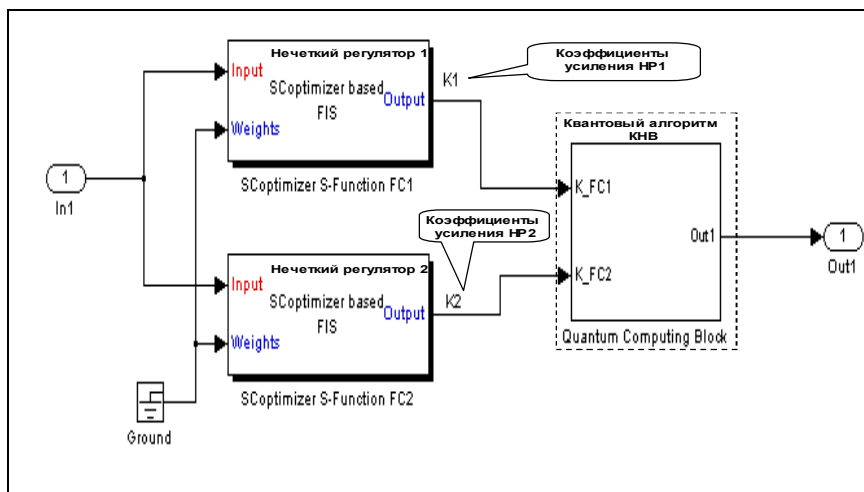 Нечеткий регулятор 1
Input
SCoptimizer based
FIS
Output
Weights
SCoptimizer S-Function FC1
K1
Коэффициенты
усиления НР1
Квантовый алгоритм
КНВ
K_FC1
K_FC2
Out1
Quantum Computing Block
1
In1
1
Out1
Коэффициенты
усиления НР2
Нечеткий регулятор 2
Input
SCoptimizer based
FIS
Output
Weights
SCoptimizer S-Function FC2
K2
Ground